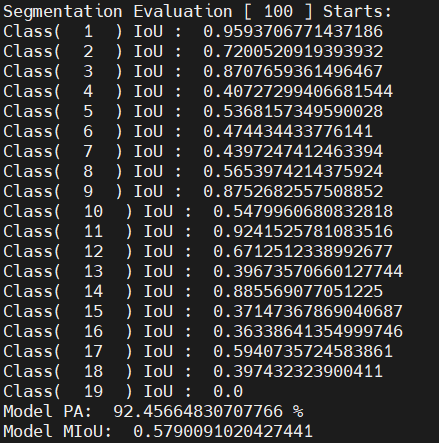 Segmentation Evaluation [ 100 ] Starts:
Class( 1 ) IoU : 0.9593706771437186
Class( 2 ) IoU : 0.7200520919393932
Class( 3 ) IoU : 0.8707659361496467
Class( 4 ) IoU : 0.40727299406681544
Class( 5 ) IoU : 0.5368157349590028
Class( 6 ) IoU : 0.474434433776141
Class( 7 ) IoU : 0.4397247412463394
Class( 8 ) IoU : 0.5653974214375924
Class( 9 ) IoU : 0.8752682557508852
Class( 10 ) IoU : 0.5479960680832818
Class( 11 ) IoU : 0.9241525781083516
Class( 12 ) IoU : 0.6712512338992677
Class( 13 ) IoU : 0.39673570660127744
Class( 14 ) IoU : 0.885569077051225
Class( 15 ) IoU : 0.37147367869040687
Class( 16 ) IoU : 0.36338641354999746
Class( 17 ) IoU : 0.5940735724583861
Class( 18 ) IoU : 0.397432323900411
Class( 19 ) IoU : 0.0
Model PA: 92.45664830707766 %
Model MIoU: 0.5790091020427441